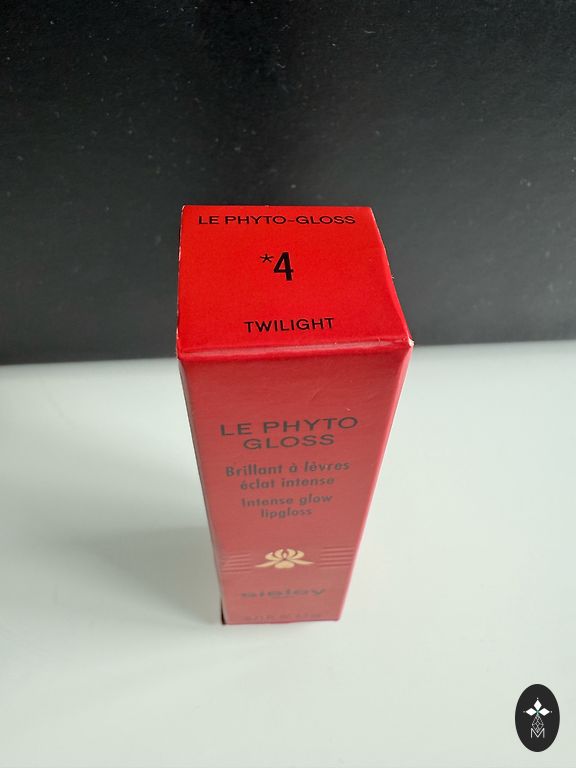 LE PHYTO-GLOSS
*4
TWILIGHT
LE PHYTO
GLOSS
Brillant à lèvres
éclat intense
Intense glow
lipgloss
sisley
M